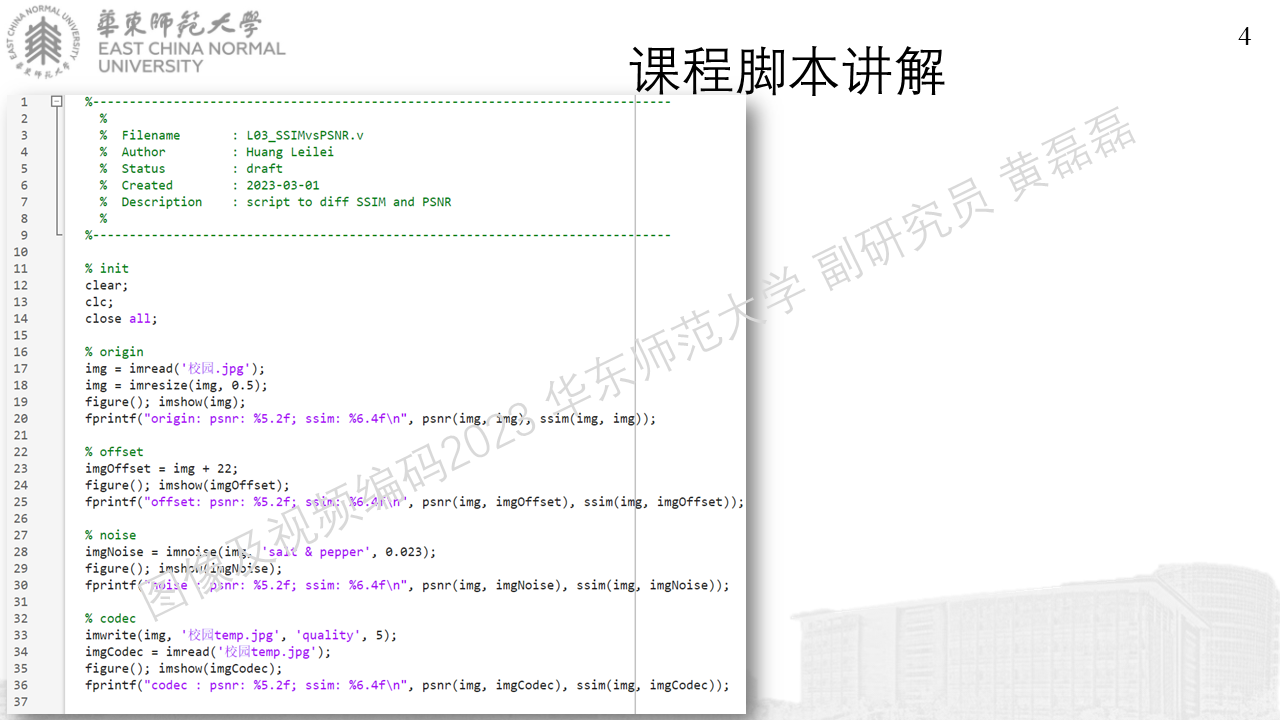 華東師範大學
EAST CHINA NORMAL
UNIVERSITY
EAST CHINA NORMAL UNIVERSITY
華東師範大學
4
课程脚本讲解
1 %-------------------------------------------------------------------------------
2 %
3 % Filename : L03_SSIMvsPSNR.v
4 % Author : Huang Leilei
5 % Status : draft
6 % Created : 2023-03-01
7 % Description : script to diff SSIM and PSNR
8 %
9 %-------------------------------------------------------------------------------
10
11 % init
12 clear;
13 clc;
14 close all;
15
16 % origin
17 img = imread('校园.jpg');
18 img = imresize(img, 0.5);
19 figure(); imshow(img);
20 fprintf("origin: psnr: %5.2f; ssim: %6.4f\n", psnr(img, img), ssim(img, img));
21
22 % offset
23 imgOffset = img + 22;
24 figure(); imshow(imgOffset);
25 fprintf("offset: psnr: %5.2f; ssim: %6.4f\n", psnr(img, imgOffset), ssim(img, imgOffset));
26
27 % noise
28 imgNoise = imnoise(img, 'salt & pepper', 0.023);
29 figure(); imshow(imgNoise);
30 fprintf("noise : psnr: %5.2f; ssim: %6.4f\n", psnr(img, imgNoise), ssim(img, imgNoise));
31
32 % codec
33 imwrite(img, '校园temp.jpg', 'quality', 5);
34 imgCodec = imread('校园temp.jpg');
35 figure(); imshow(imgCodec);
36 fprintf("codec : psnr: %5.2f; ssim: %6.4f\n", psnr(img, imgCodec), ssim(img, imgCodec));
37
图像及视频编码2023 华东师范大学 副研究员 黄磊磊